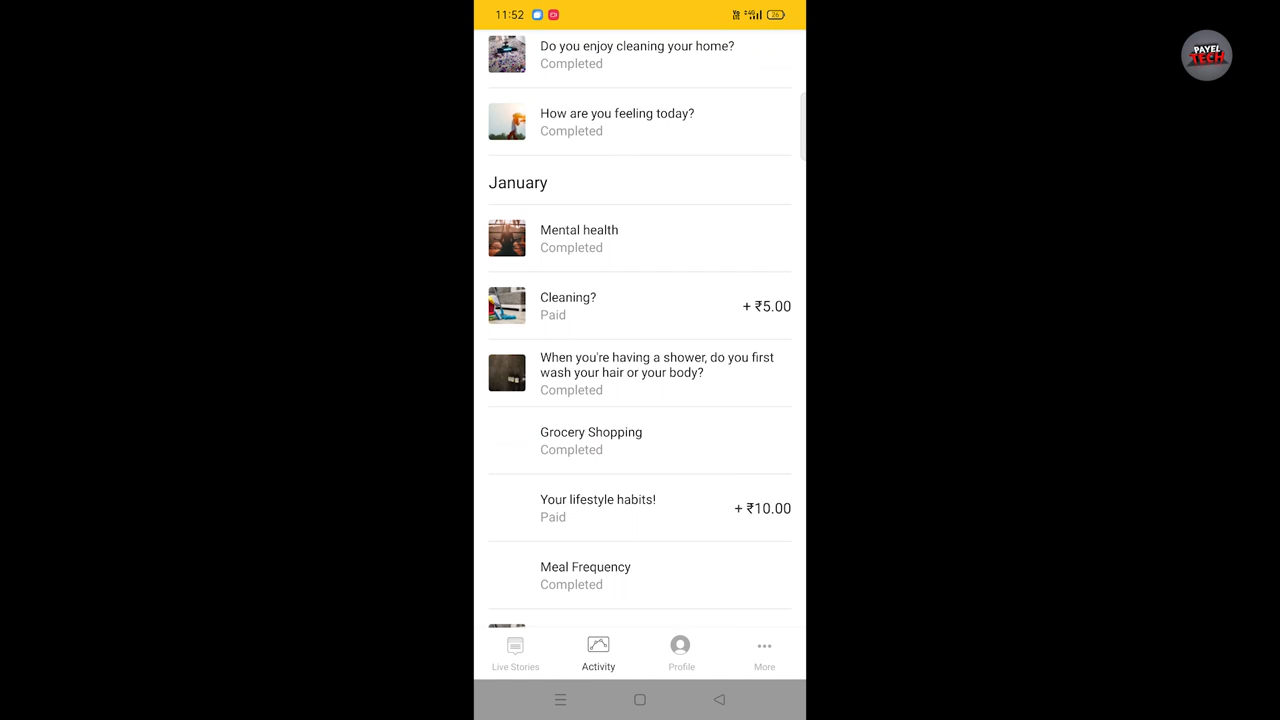 11:52
26
PAYEL
TECH
Do you enjoy cleaning your home?
Completed
How are you feeling today?
Completed
January
Mental health
Completed
Cleaning?
Paid
+ ₹5.00
When you're having a shower, do you first
wash your hair or your body?
Completed
Grocery Shopping
Completed
Your lifestyle habits!
Paid
+ ₹10.00
Meal Frequency
Completed
Live Stories
Activity
Profile
More